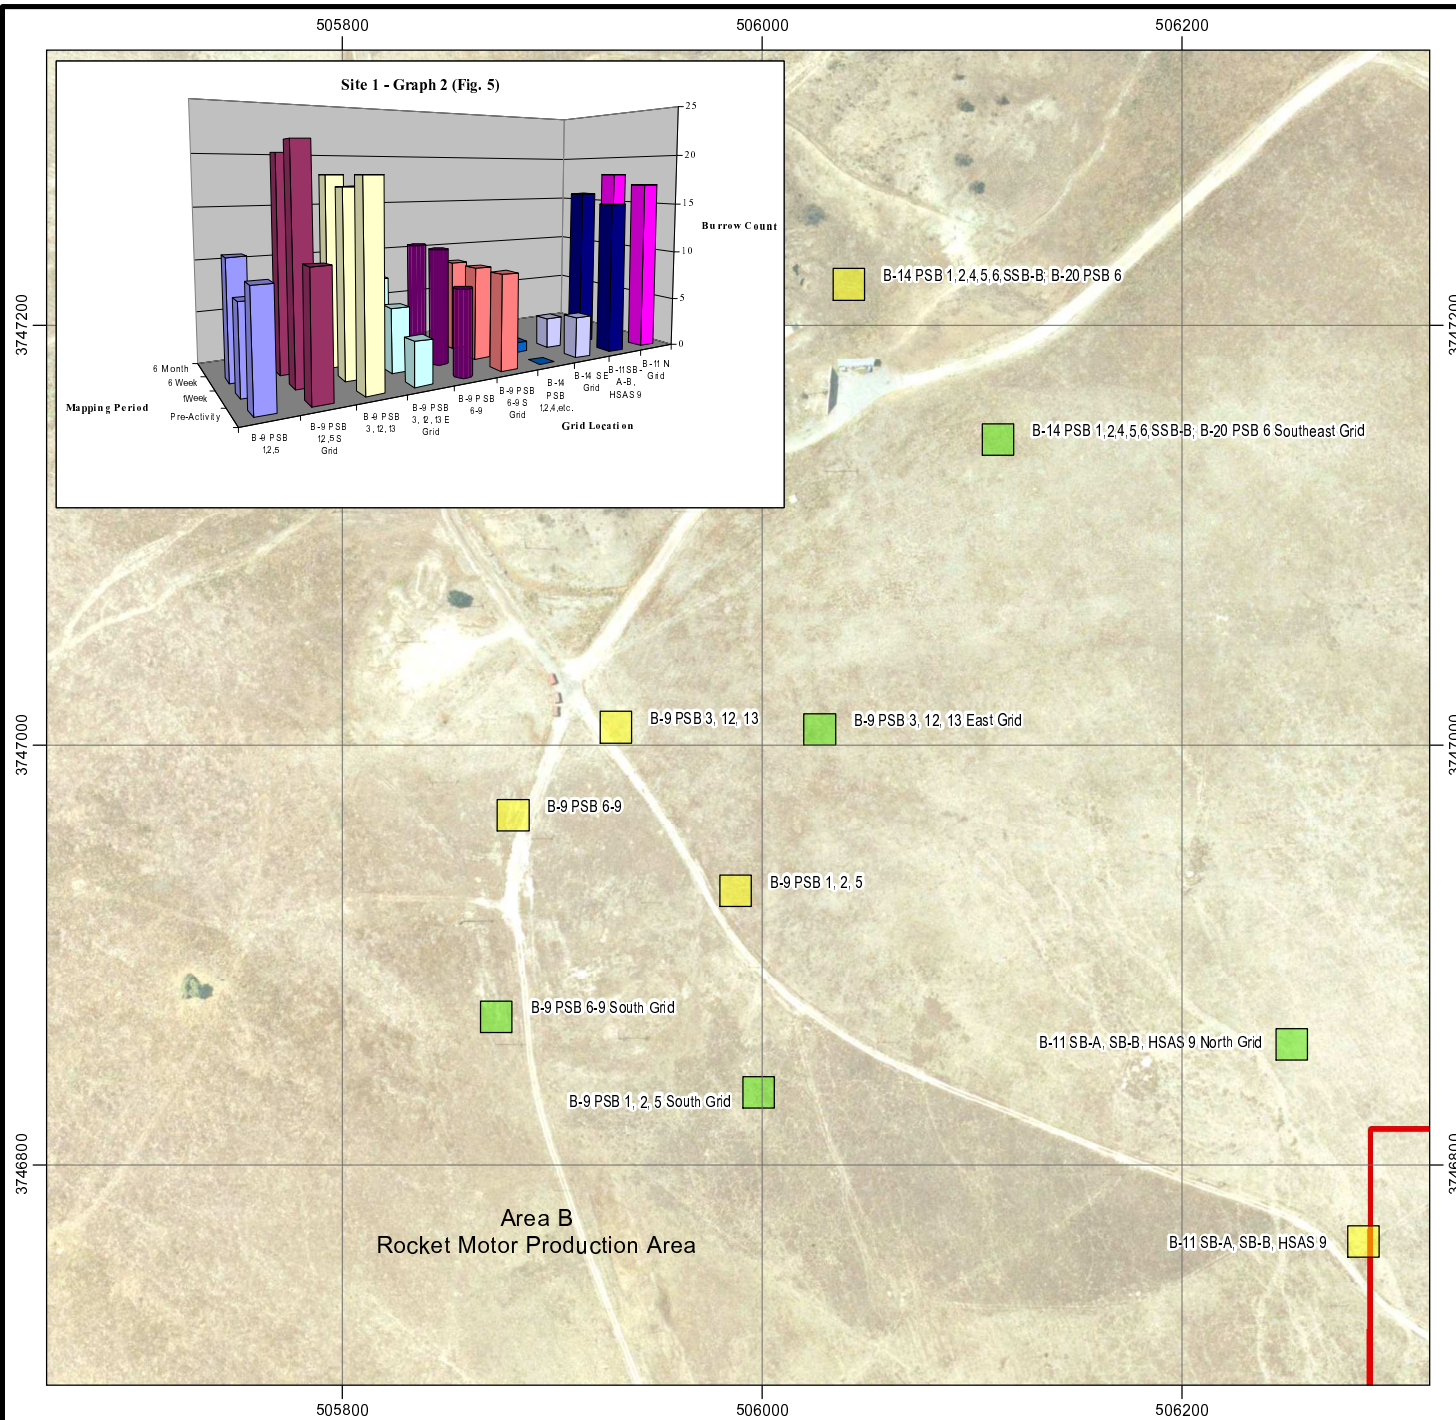 505800
506000
506200
Site 1 - Graph 2 (Fig. 5)
25
20
15
10
5
0
Burrow Count
6 Month
6 Week
1Week
Pre-Activity
Mapping Period
B-9 PSB
1,2,5
B-9 PSB
12,5 S
Grid
B-9 PSB
3, 12, 13
B-9 PSB
3, 12, 13 E
Grid
B-9 PSB
6-9
B-9 PSB
6-9 S
Grid
B-14
PSB
1,2,4,etc.
B-14 SE
Grid
B-11SB-
A-B,
HSAS 9
B-11 N
Grid
Grid Location
3747200
3747200
B-14 PSB 1,2,4,5,6,SSB-B; B-20 PSB 6
B-14 PSB 1,2,4,5,6,SSB-B; B-20 PSB 6 Southeast Grid
B-9 PSB 3, 12, 13
B-9 PSB 3, 12, 13 East Grid
3747000
3747000
B-9 PSB 6-9
B-9 PSB 1, 2, 5
B-9 PSB 6-9 South Grid
B-11 SB-A, SB-B, HSAS 9 North Grid
B-9 PSB 1, 2, 5 South Grid
3746800
3746800
Area B
Rocket Motor Production Area
B-11 SB-A, SB-B, HSAS 9
505800
506000
506200